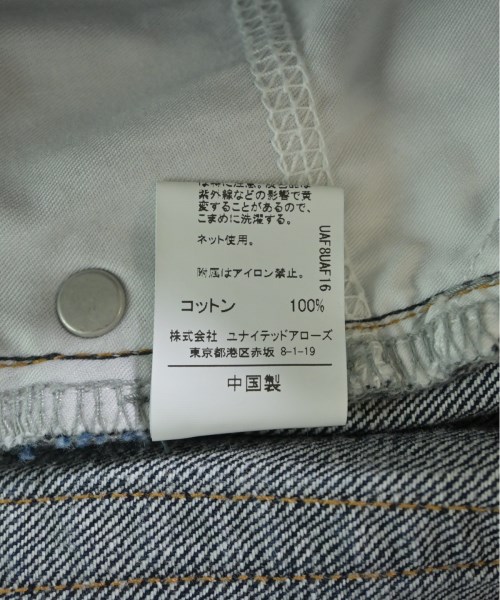 紫外線などの影響で黄
変することがあるので、
こまめに洗濯する。
ネット使用。
附属はアイロン禁止。
コットン 100%
株式会社 ユナイテッドアローズ
東京都港区赤坂 8-1-19
中国製
UAF8UAF16